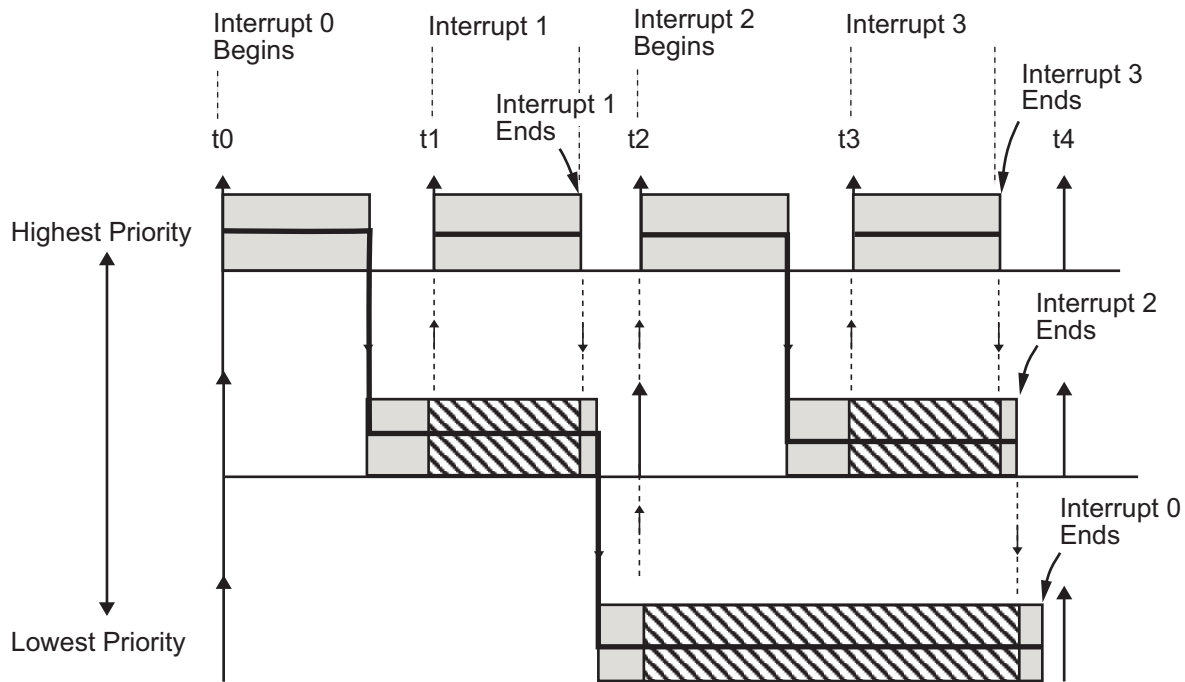 Interrupt 0
Begins
Interrupt 1
Interrupt 2
Begins
Interrupt 3
Interrupt 1
Ends
Interrupt 3
Ends
t0
t1
t2
t3
t4
Highest Priority
Interrupt 2
Ends
Interrupt 0
Ends
Lowest Priority